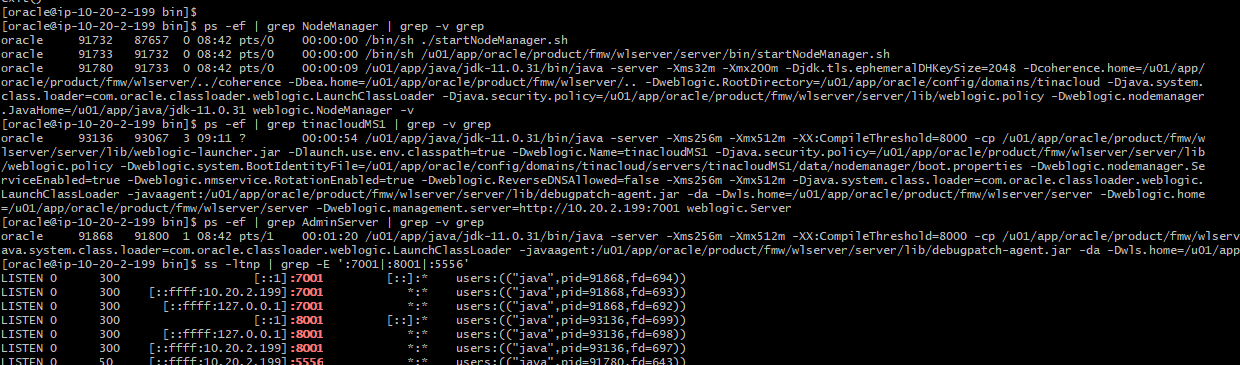 [oracle@ip-10-20-2-199 bin]$
[oracle@ip-10-20-2-199 bin]$ ps -ef | grep NodeManager | grep -v grep
oracle     91732   87657  0 08:42 pts/0    00:00:00 /bin/sh ./startNodeManager.sh
oracle     91733   91732  0 08:42 pts/0    00:00:00 /bin/sh /u01/app/oracle/product/fmw/wlserver/server/bin/startNodeManager.sh
oracle     91780   91733  0 08:42 pts/0    00:00:09 /u01/app/java/jdk-11.0.31/bin/java -server -Xms32m -Xmx200m -Djdk.tls.ephemeralDHKeySize=2048 -Dcoherence.home=/u01/app/
oracle/product/fmw/wlserver/../coherence -Dbea.home=/u01/app/oracle/product/fmw/wlserver/.. -Dweblogic.RootDirectory=/u01/app/oracle/config/domains/tinacloud -Djava.system.
class.loader=com.oracle.classloader.weblogic.LaunchClassLoader -Djava.security.policy=/u01/app/oracle/product/fmw/wlserver/server/lib/weblogic.policy -Dweblogic.nodemanager
.JavaHome=/u01/app/java/jdk-11.0.31 weblogic.NodeManager -v
[oracle@ip-10-20-2-199 bin]$ ps -ef | grep tinacloudMS1 | grep -v grep
oracle     93136   93067  3 09:11 ?        00:00:54 /u01/app/java/jdk-11.0.31/bin/java -server -Xms256m -Xmx512m -XX:CompileThreshold=8000 -cp /u01/app/oracle/product/fmw/w
lserver/server/lib/weblogic-launcher.jar -Dlaunch.use.env.classpath=true -Dweblogic.Name=tinacloudMS1 -Djava.security.policy=/u01/app/oracle/product/fmw/wlserver/server/lib
/weblogic.policy -Dweblogic.system.BootIdentityFile=/u01/app/oracle/config/domains/tinacloud/servers/tinacloudMS1/data/nodemanager/boot.properties -Dweblogic.nodemanager.Se
rviceEnabled=true -Dweblogic.nmservice.RotationEnabled=true -Dweblogic.ReverseDNSAllowed=false -Xms256m -Xmx512m -Djava.system.class.loader=com.oracle.classloader.weblogic.
LaunchClassLoader -javaagent:/u01/app/oracle/product/fmw/wlserver/server/lib/debugpatch-agent.jar -da -Dwls.home=/u01/app/oracle/product/fmw/wlserver/server -Dweblogic.home
=/u01/app/oracle/product/fmw/wlserver/server -Dweblogic.management.server=http://10.20.2.199:7001 weblogic.Server
[oracle@ip-10-20-2-199 bin]$ ps -ef | grep AdminServer | grep -v grep
oracle     91868   91800  1 08:42 pts/1    00:01:20 /u01/app/java/jdk-11.0.31/bin/java -server -Xms256m -Xmx512m -XX:CompileThreshold=8000 -cp /u01/app/oracle/product/fmw/wlserv
ava.system.class.loader=com.oracle.classloader.weblogic.LaunchClassLoader -javaagent:/u01/app/oracle/product/fmw/wlserver/server/lib/debugpatch-agent.jar -da -Dwls.home=/u01/app
[oracle@ip-10-20-2-199 bin]$ ss -ltnp | grep -E ':7001|:8001|:5556'
LISTEN 0      300                 [::1]:7001        [::]:*    users:(("java",pid=91868,fd=694))
LISTEN 0      300    [::ffff:10.20.2.199]:7001           *:*    users:(("java",pid=91868,fd=693))
LISTEN 0      300      [::ffff:127.0.0.1]:7001           *:*    users:(("java",pid=91868,fd=692))
LISTEN 0      300                 [::1]:8001        [::]:*    users:(("java",pid=93136,fd=699))
LISTEN 0      300      [::ffff:127.0.0.1]:8001           *:*    users:(("java",pid=93136,fd=698))
LISTEN 0      300    [::ffff:10.20.2.199]:8001           *:*    users:(("java",pid=93136,fd=697))
LISTEN 0      50     [::ffff:10.20.2.199]:5556           *:*    users:(("java",pid=91780,fd=643))